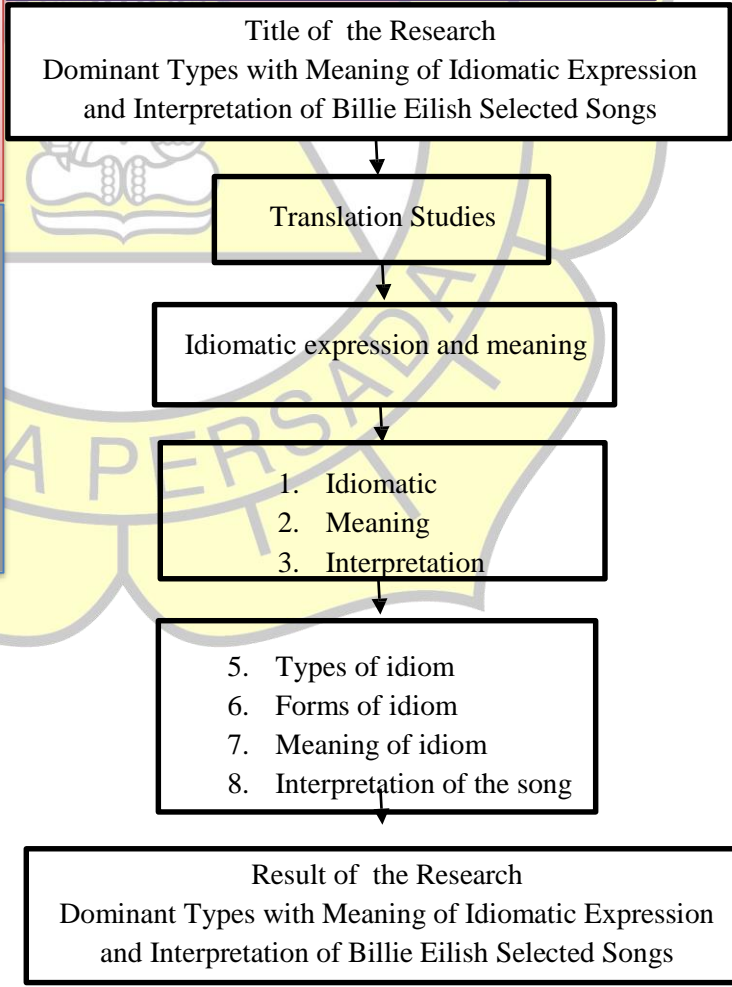 Title of the Research
Dominant Types with Meaning of Idiomatic Expression
and Interpretation of Billie Eilish Selected Songs
Translation Studies
Idiomatic expression and meaning
A PERSADA
1. Idiomatic
2. Meaning
3. Interpretation
5. Types of idiom
6. Forms of idiom
7. Meaning of idiom
8. Interpretation of the song
Result of the Research
Dominant Types with Meaning of Idiomatic Expression
and Interpretation of Billie Eilish Selected Songs